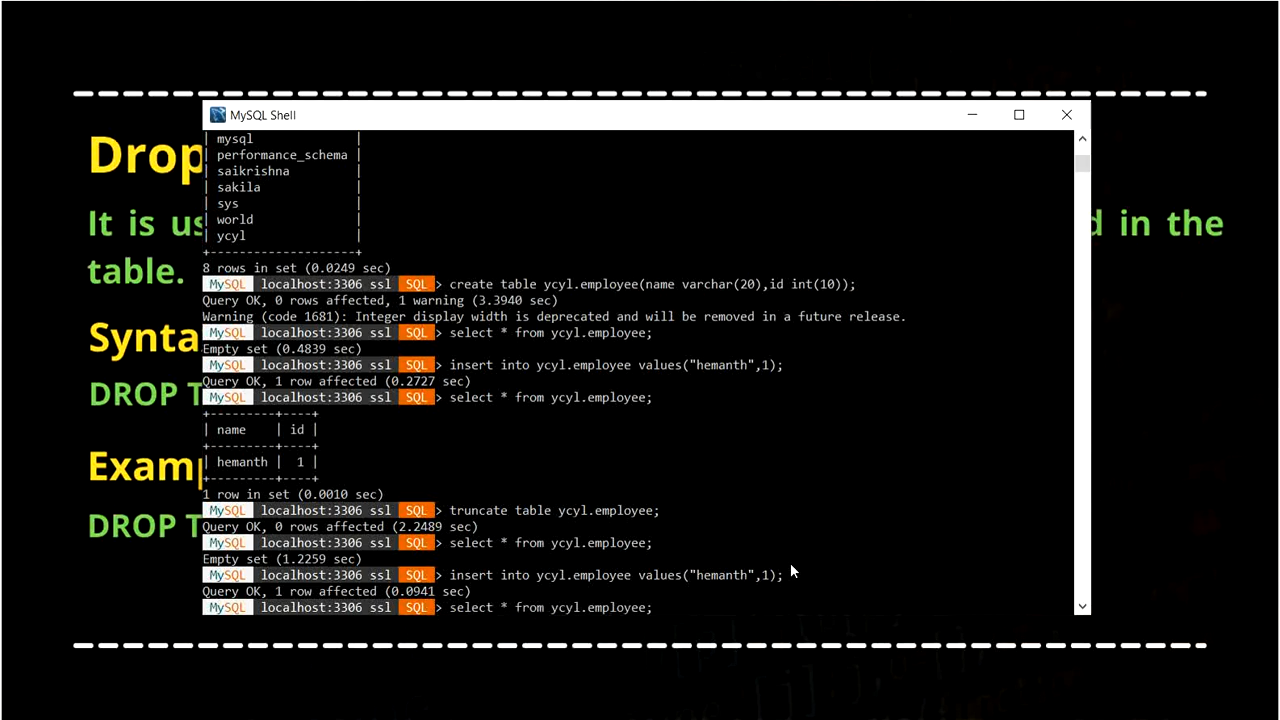 Drop
It is us
d in the
table.
Synta
DROP T
Examp
DROP T
MySQL Shell
| mysql |
| performance_schema |
| saikrishna |
| sakila |
| sys |
| world |
| ycyl |
+--------------------+
8 rows in set (0.0249 sec)
MySQL localhost:3306 ssl SQL > create table ycyl.employee(name varchar(20),id int(10));
Query OK, 0 rows affected, 1 warning (3.3940 sec)
Warning (code 1681): Integer display width is deprecated and will be removed in a future release.
MySQL localhost:3306 ssl SQL > select * from ycyl.employee;
Empty set (0.4839 sec)
MySQL localhost:3306 ssl SQL > insert into ycyl.employee values("hemanth",1);
Query OK, 1 row affected (0.2727 sec)
MySQL localhost:3306 ssl SQL > select * from ycyl.employee;
+---------+----+
| name | id |
+---------+----+
| hemanth | 1 |
+---------+----+
1 row in set (0.0010 sec)
MySQL localhost:3306 ssl SQL > truncate table ycyl.employee;
Query OK, 0 rows affected (2.2489 sec)
MySQL localhost:3306 ssl SQL > select * from ycyl.employee;
Empty set (1.2259 sec)
MySQL localhost:3306 ssl SQL > insert into ycyl.employee values("hemanth",1);
Query OK, 1 row affected (0.0941 sec)
MySQL localhost:3306 ssl SQL > select * from ycyl.employee;